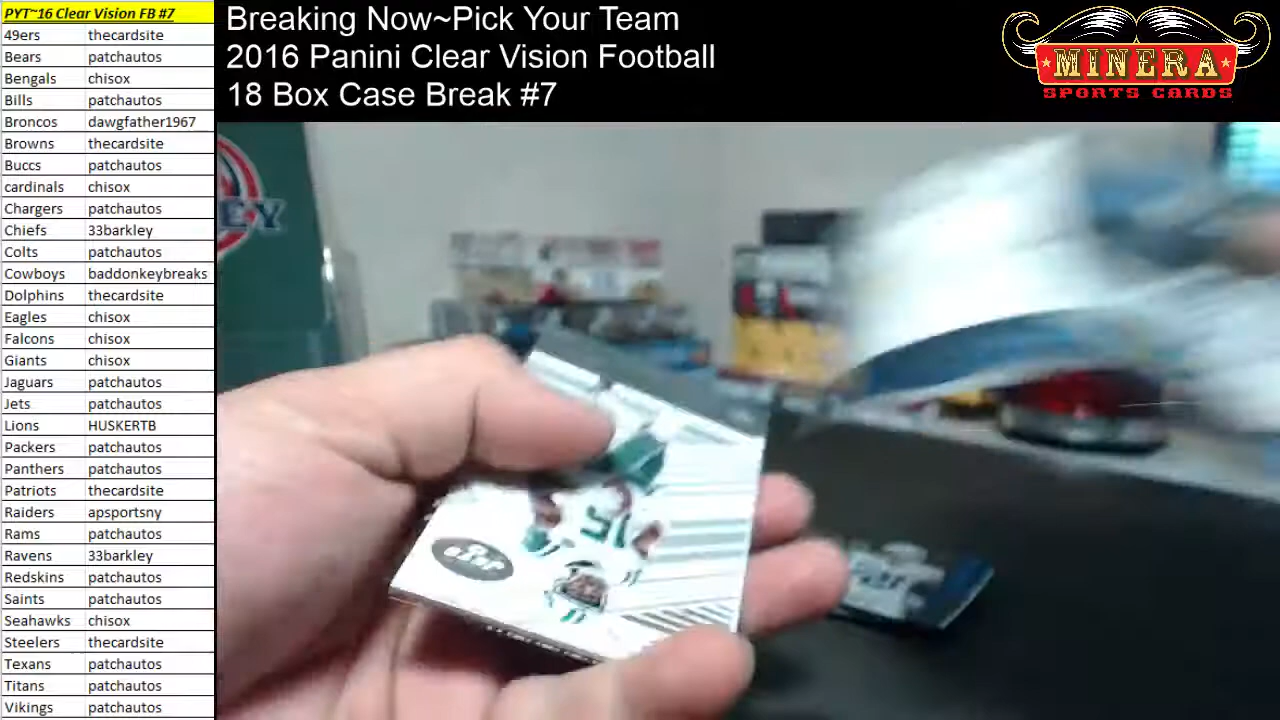 PYT~16 Clear Vision FB #7
49ers thecardsite
Bears patchautos
Bengals chisox
Bills patchautos
Broncos dawgfather1967
Browns thecardsite
Buccs patchautos
cardinals chisox
Chargers patchautos
Chiefs 33barkley
Colts patchautos
Cowboys baddonkeybreaks
Dolphins thecardsite
Eagles chisox
Falcons chisox
Giants chisox
Jaguars patchautos
Jets patchautos
Lions HUSKERTB
Packers patchautos
Panthers patchautos
Patriots thecardsite
Raiders apsportsny
Rams patchautos
Ravens 33barkley
Redskins patchautos
Saints patchautos
Seahawks chisox
Steelers thecardsite
Texans patchautos
Titans patchautos
Vikings patchautos
Breaking Now~Pick Your Team
2016 Panini Clear Vision Football
18 Box Case Break #7
MINERA
SPORTS CARDS